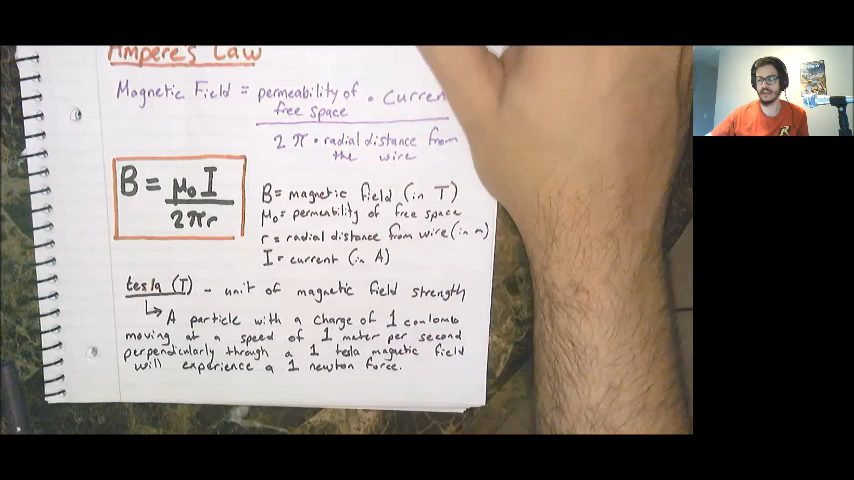 Ampere's Law
Magnetic Field = permeability of free space · Curren
2 π · radial distance from the wire
B = μ₀I
2πr
B = magnetic field (in T)
μ₀ = permeability of free space
r = radial distance from wire (in m)
I = current (in A)
tesla (T) - unit of magnetic field strength
↳ A particle with a charge of 1 coulomb
moving at a speed of 1 meter per second
perpendicularly through a 1 tesla magnetic field
will experience a 1 newton force.